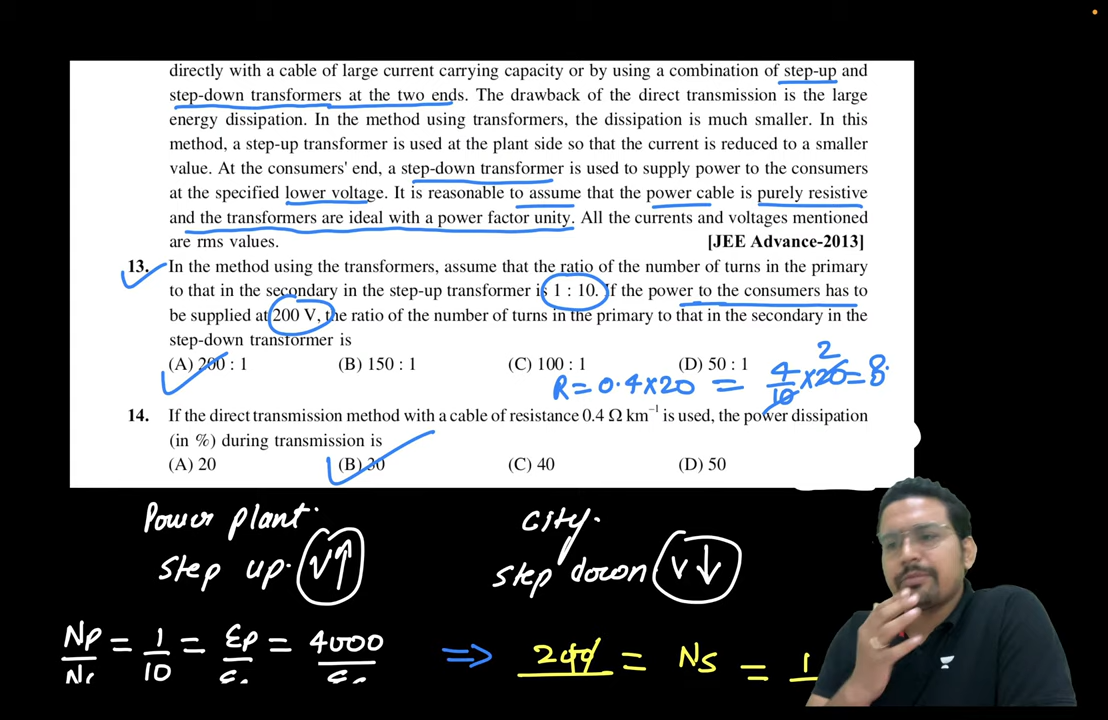 directly with a cable of large current carrying capacity or by using a combination of step-up and
step-down transformers at the two ends. The drawback of the direct transmission is the large
energy dissipation. In the method using transformers, the dissipation is much smaller. In this
method, a step-up transformer is used at the plant side so that the current is reduced to a smaller
value. At the consumers' end, a step-down transformer is used to supply power to the consumers
at the specified lower voltage. It is reasonable to assume that the power cable is purely resistive
and the transformers are ideal with a power factor unity. All the currents and voltages mentioned
are rms values. [JEE Advance-2013]
13. In the method using the transformers, assume that the ratio of the number of turns in the primary
to that in the secondary in the step-up transformer is 1 : 10. If the power to the consumers has to
be supplied at 200 V, the ratio of the number of turns in the primary to that in the secondary in the
step-down transformer is
(A) 200 : 1 (B) 150 : 1 (C) 100 : 1 (D) 50 : 1
R = 0.4 × 20 = 4/10 × 20 2 = 8.
14. If the direct transmission method with a cable of resistance 0.4 Ω km⁻¹ is used, the power dissipation
(in %) during transmission is
(A) 20 (B) 30 (C) 40 (D) 50
Power plant. City.
step up. V↑ step down V↓
Np = 1 = Ep = 4000 ⇒ 200 = Ns = 1
10